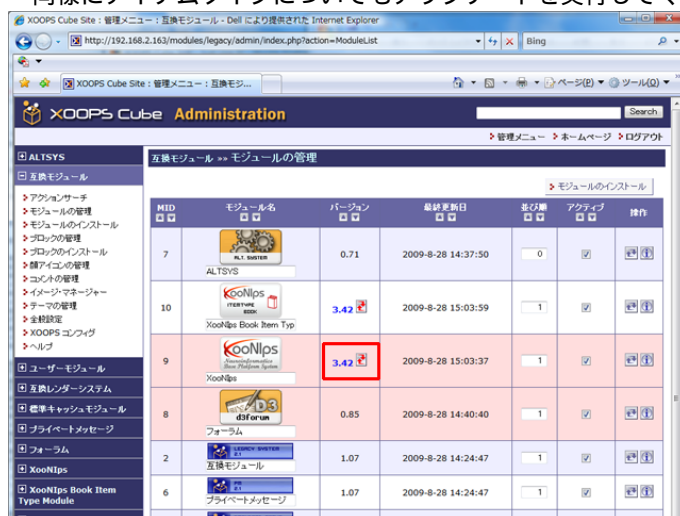 同様にアイテムタイプについてもアップデートを実行してく
XOOPS Cube Site : 管理メニュー : 互換モジュール - Dell により提供された Internet Explorer
http://192.168.2.163/modules/legacy/admin/index.php?action=ModuleList
Bing
XOOPS Cube Site : 管理メニュー : 互換モジ...
ページ(P) ツール(O)
XOOPS Cube Administration
Search
管理メニュー ホームページ ログアウト
ALTSYS
互換モジュール
アクションサーチ
モジュールの管理
モジュールのインストール
ブロックの管理
ブロックのインストール
顔アイコンの管理
コメントの管理
イメージ・マネージャー
テーマの管理
全般設定
XOOPS コンフィグ
ヘルプ
ユーザーモジュール
互換レンダーシステム
標準キャッシュモジュール
プライベートメッセージ
フォーラム
XooNIps
XooNIps Book Item
Type Module
互換モジュール »» モジュールの管理
モジュールのインストール
MID モジュール名 バージョン 最終更新日 並び順 アクティブ 操作
7 ALT. SYSTEM 0.71 2009-8-28 14:37:50 0
ALTSYS
10 KooNIps ITEMTYPE BOOK 3.42 2009-8-28 15:03:59 1
XooNIps Book Item Typ
9 KooNIps Neuroinformatics Base Platform System 3.42 2009-8-28 15:03:37 1
XooNIps
8 D3 d3forum 0.85 2009-8-28 14:40:40 1
フォーラム
2 LEGACY SYSTEM 2.1 1.07 2009-8-28 14:24:47 1
互換モジュール
6 PM 2.1 1.07 2009-8-28 14:24:47 1
プライベートメッセージ